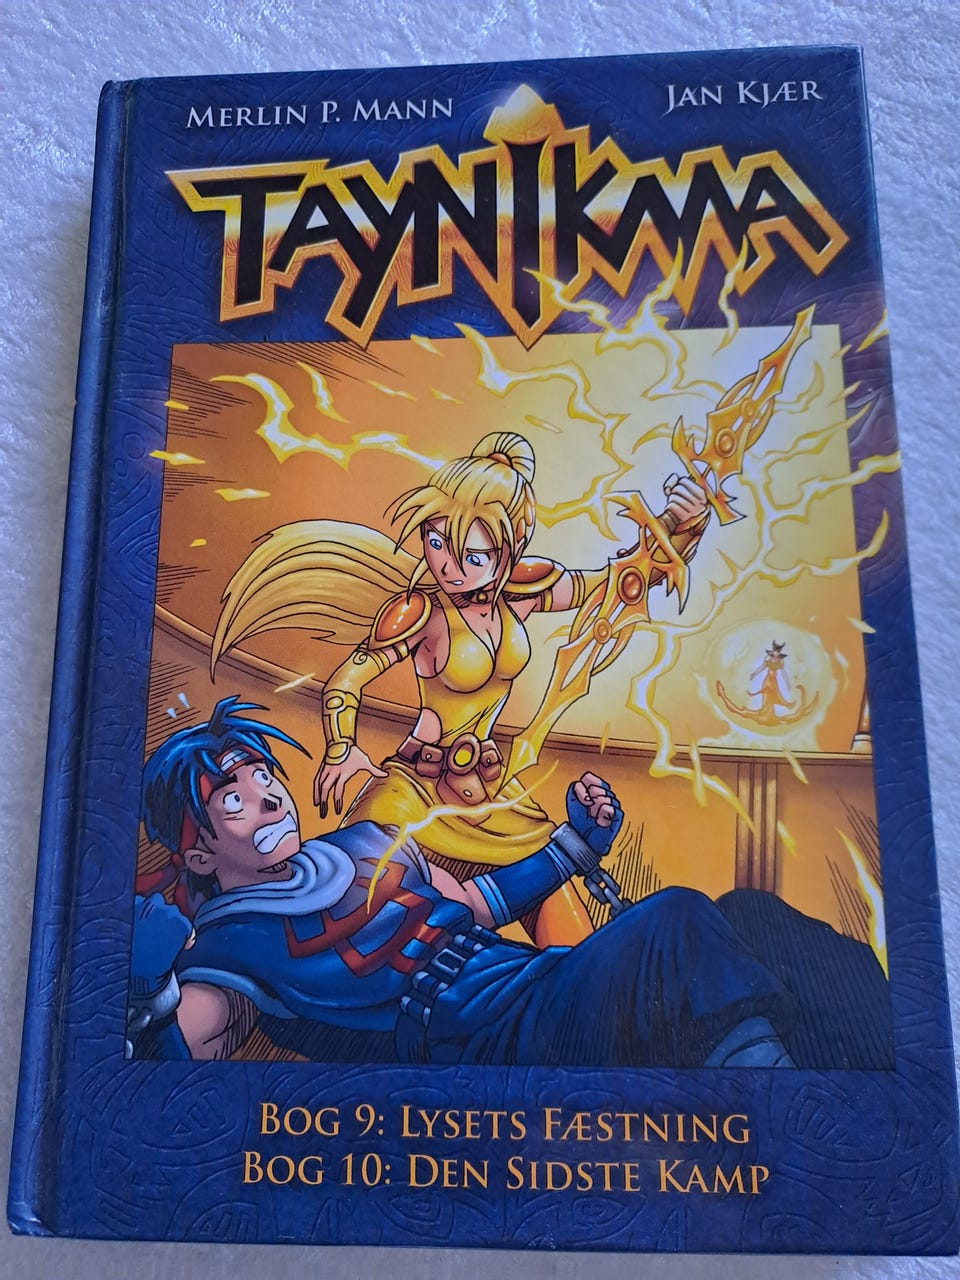 MERLIN P. MANN
JAN KJÆR
TAYNIKMA
BOG 9: LYSETS FÆSTNING
BOG 10: DEN SIDSTE KAMP